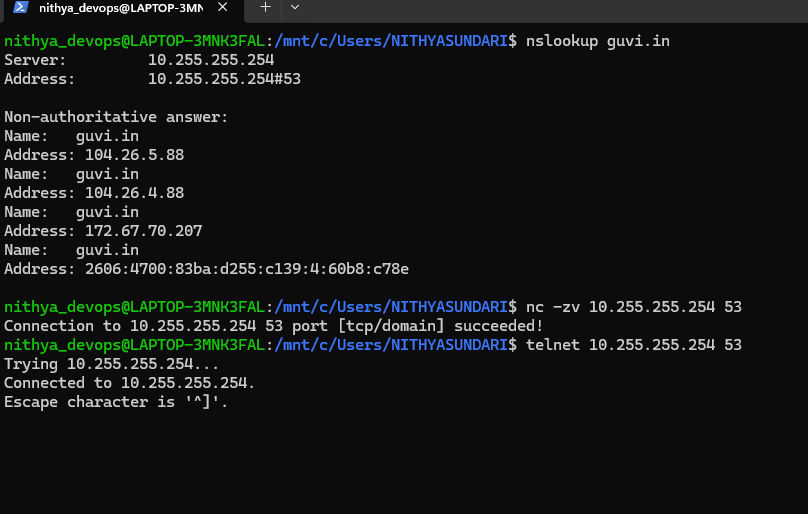 nithya_devops@LAPTOP-3MNK3FAL:/mnt/c/Users/NITHYASUNDARI$ nslookup guvi.in
Server:         10.255.255.254
Address:        10.255.255.254#53
Non-authoritative answer:
Name:   guvi.in
Address: 104.26.5.88
Name:   guvi.in
Address: 104.26.4.88
Name:   guvi.in
Address: 172.67.70.207
Name:   guvi.in
Address: 2606:4700:83ba:d255:c139:4:60b8:c78e
nithya_devops@LAPTOP-3MNK3FAL:/mnt/c/Users/NITHYASUNDARI$ nc -zv 10.255.255.254 53
Connection to 10.255.255.254 53 port [tcp/domain] succeeded!
nithya_devops@LAPTOP-3MNK3FAL:/mnt/c/Users/NITHYASUNDARI$ telnet 10.255.255.254 53
Trying 10.255.255.254...
Connected to 10.255.255.254.
Escape character is '^]'.